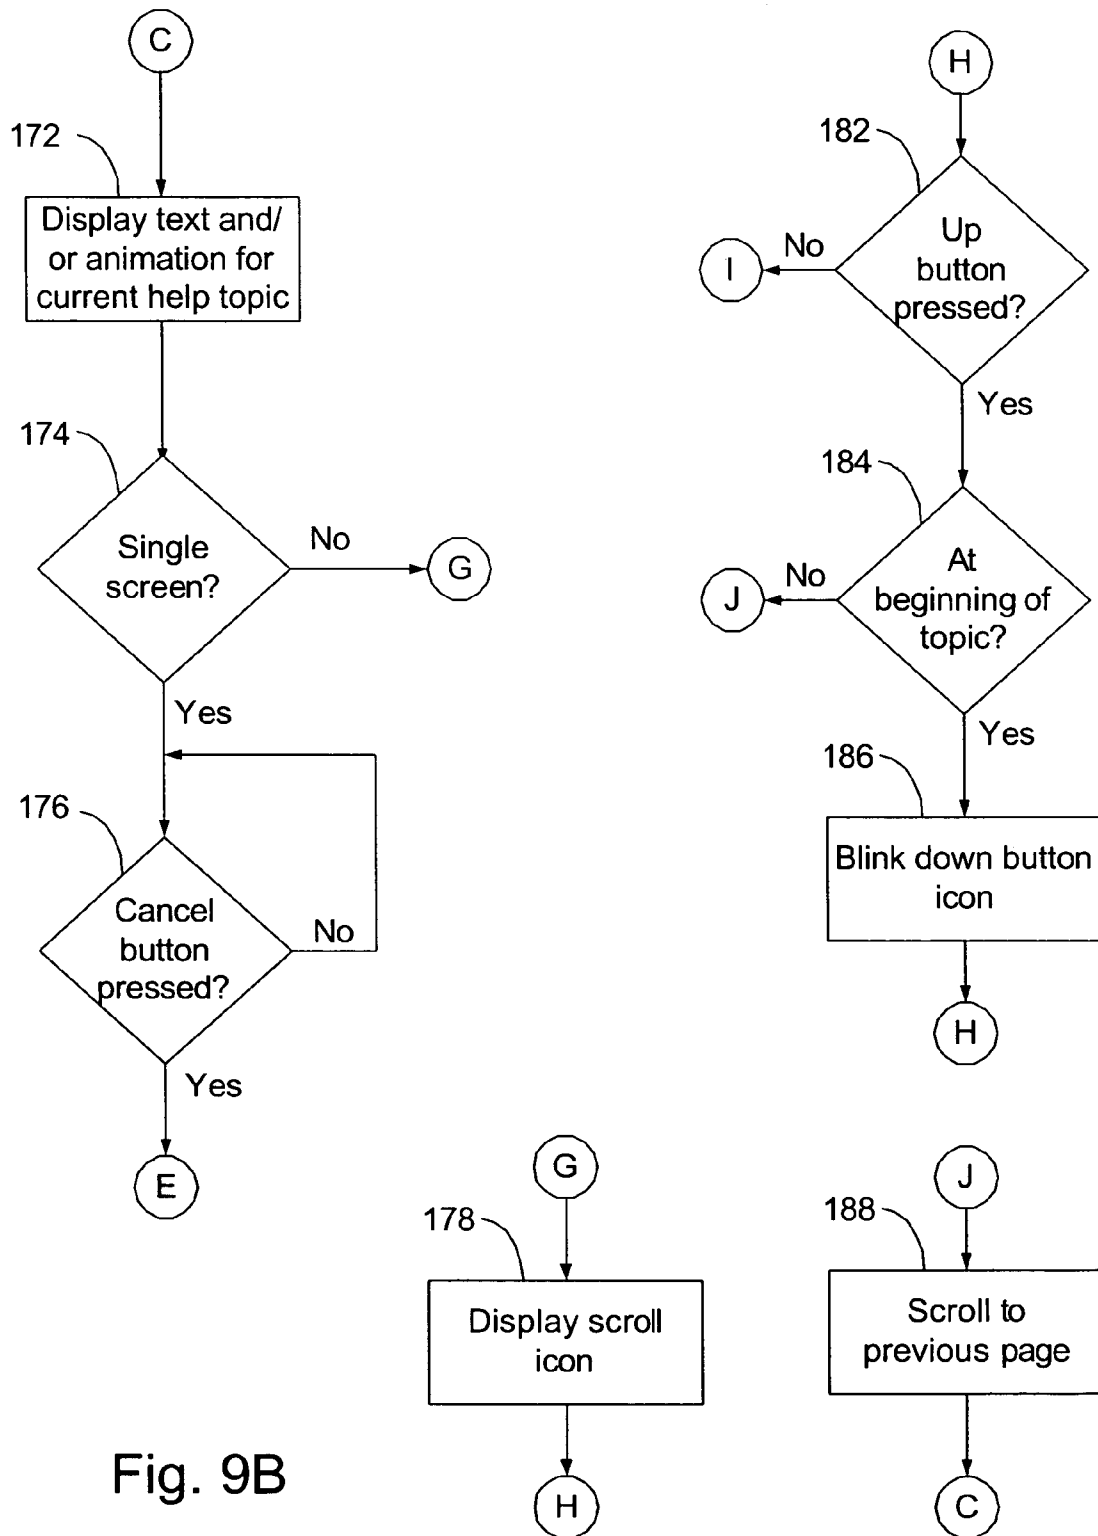 C
172
Display text and/
or animation for
current help topic
174
Single
screen?
No
G
Yes
176
Cancel
button
pressed?
No
Yes
E
G
178
Display scroll
icon
H
H
182
Up
button
pressed?
No
I
Yes
184
At
beginning of
topic?
No
J
Yes
186
Blink down button
icon
H
J
188
Scroll to
previous page
C
Fig. 9B